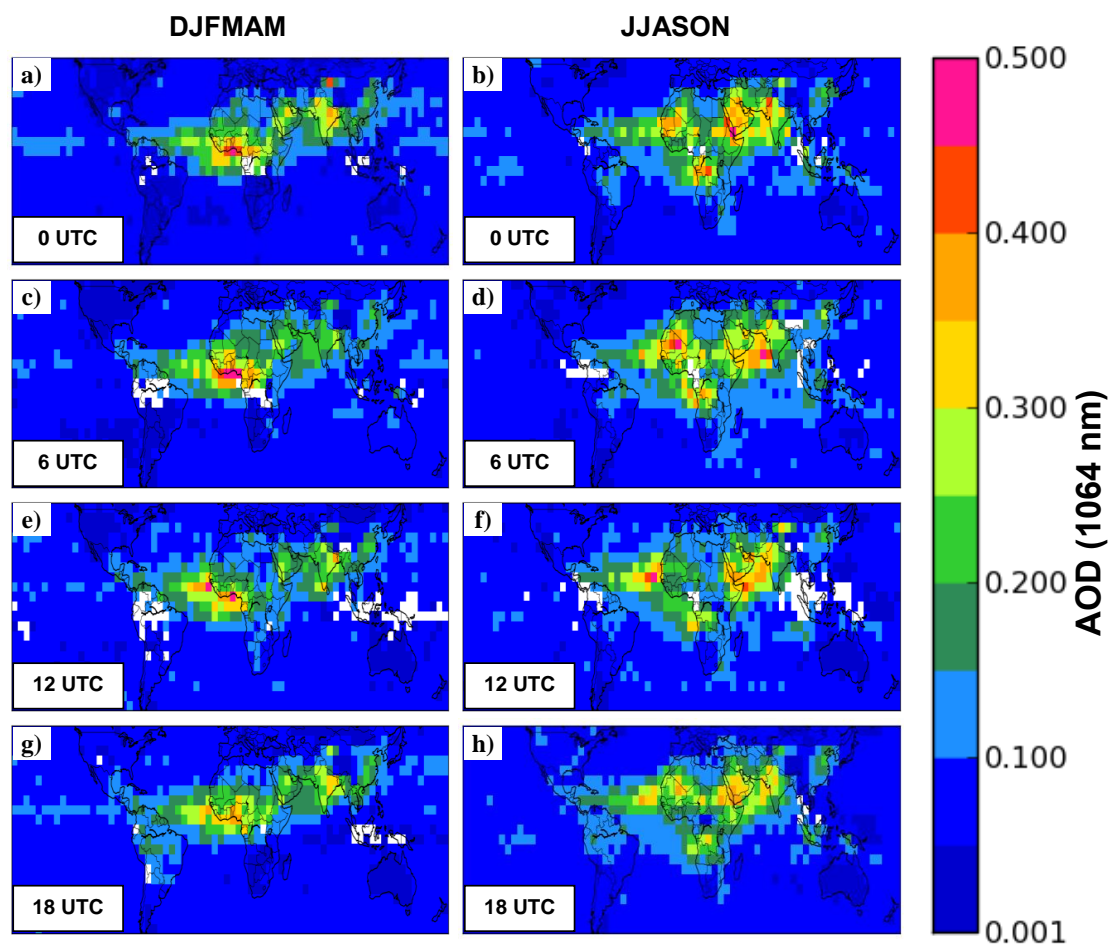 DJFMAM JJASON
a) b)
0 UTC 0 UTC
c) d)
6 UTC 6 UTC
e) f)
12 UTC 12 UTC
g) h)
18 UTC 18 UTC
0.500
0.400
0.300
0.200
0.100
0.001
AOD (1064 nm)